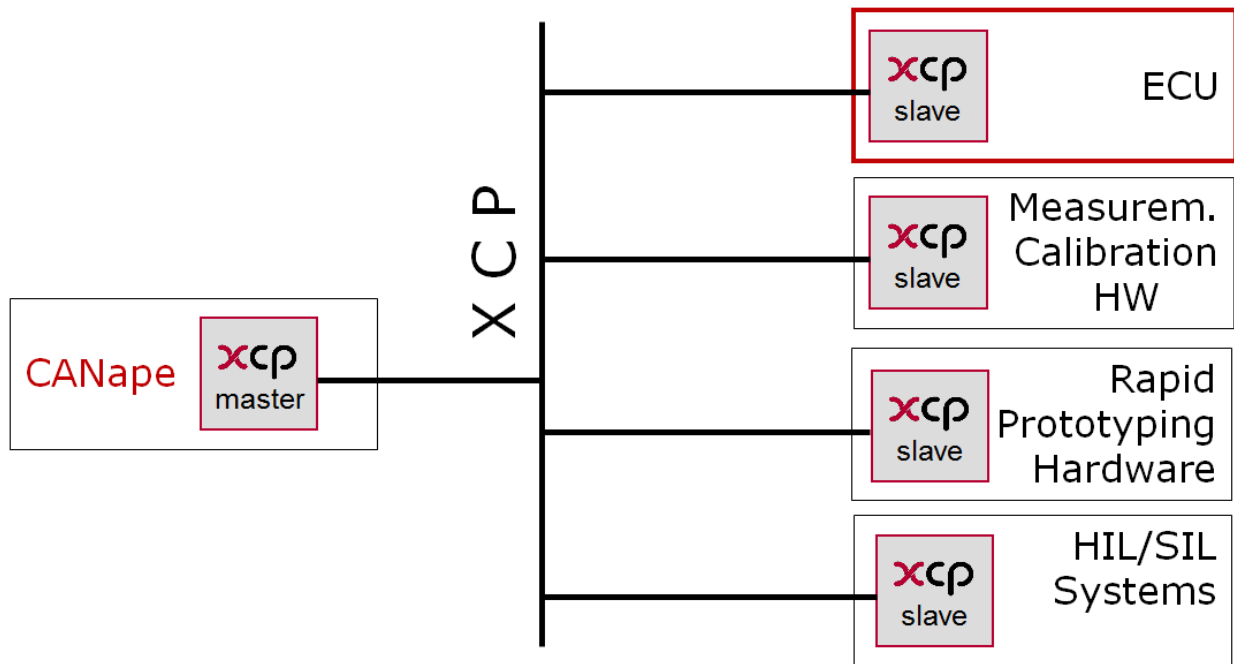 CANape
xcp
master
X C P
xcp
slave
ECU
xcp
slave
Measurem.
Calibration
HW
xcp
slave
Rapid
Prototyping
Hardware
xcp
slave
HIL/SIL
Systems